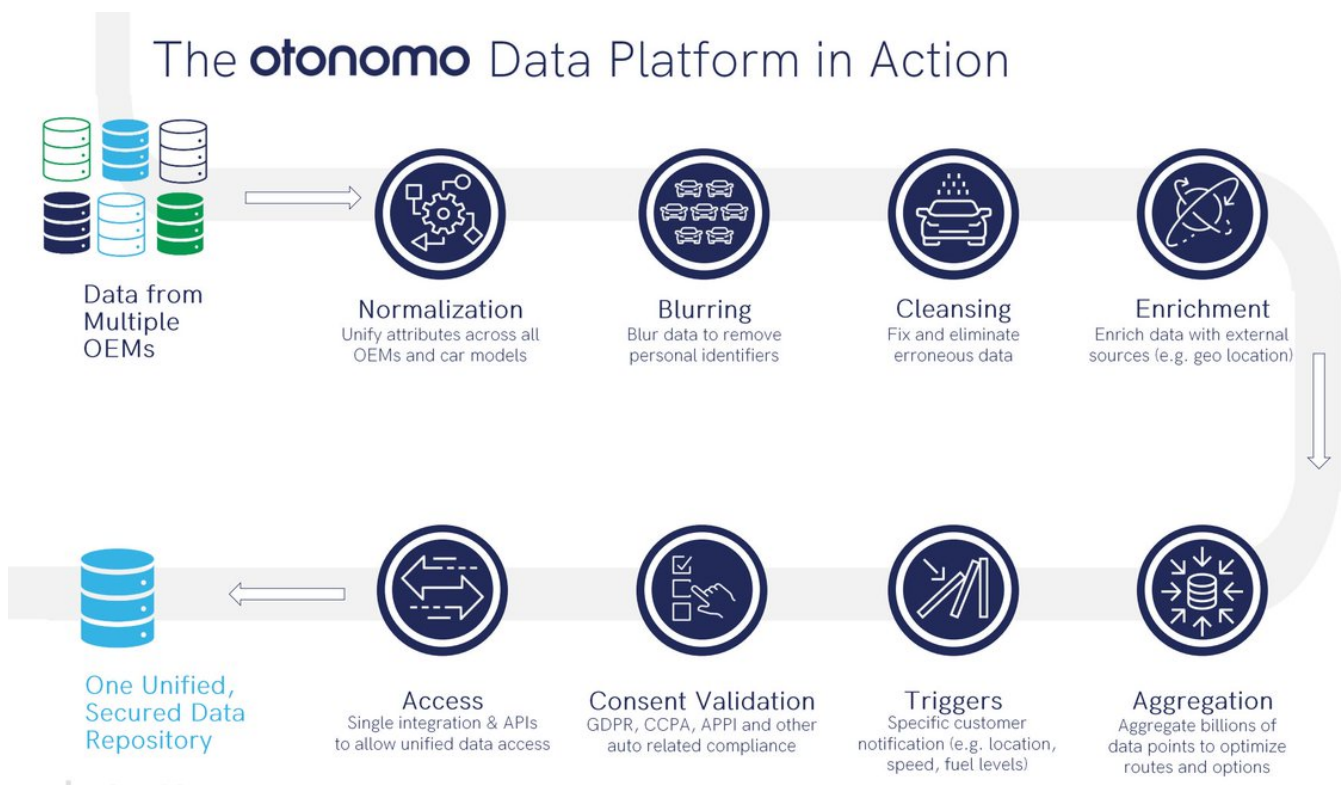 The otonomo Data Platform in Action
Data from
Multiple
OEMs
Normalization
Unify attributes across all
OEMs and car models
Blurring
Blur data to remove
personal identifiers
Cleansing
Fix and eliminate
erroneous data
Enrichment
Enrich data with external
sources (e.g. geo location)
One Unified,
Secured Data
Repository
Access
Single integration & APIs
to allow unified data access
Consent Validation
GDPR, CCPA, APPI and other
auto related compliance
Triggers
Specific customer
notification (e.g. location,
speed, fuel levels)
Aggregation
Aggregate billions of
data points to optimize
routes and options